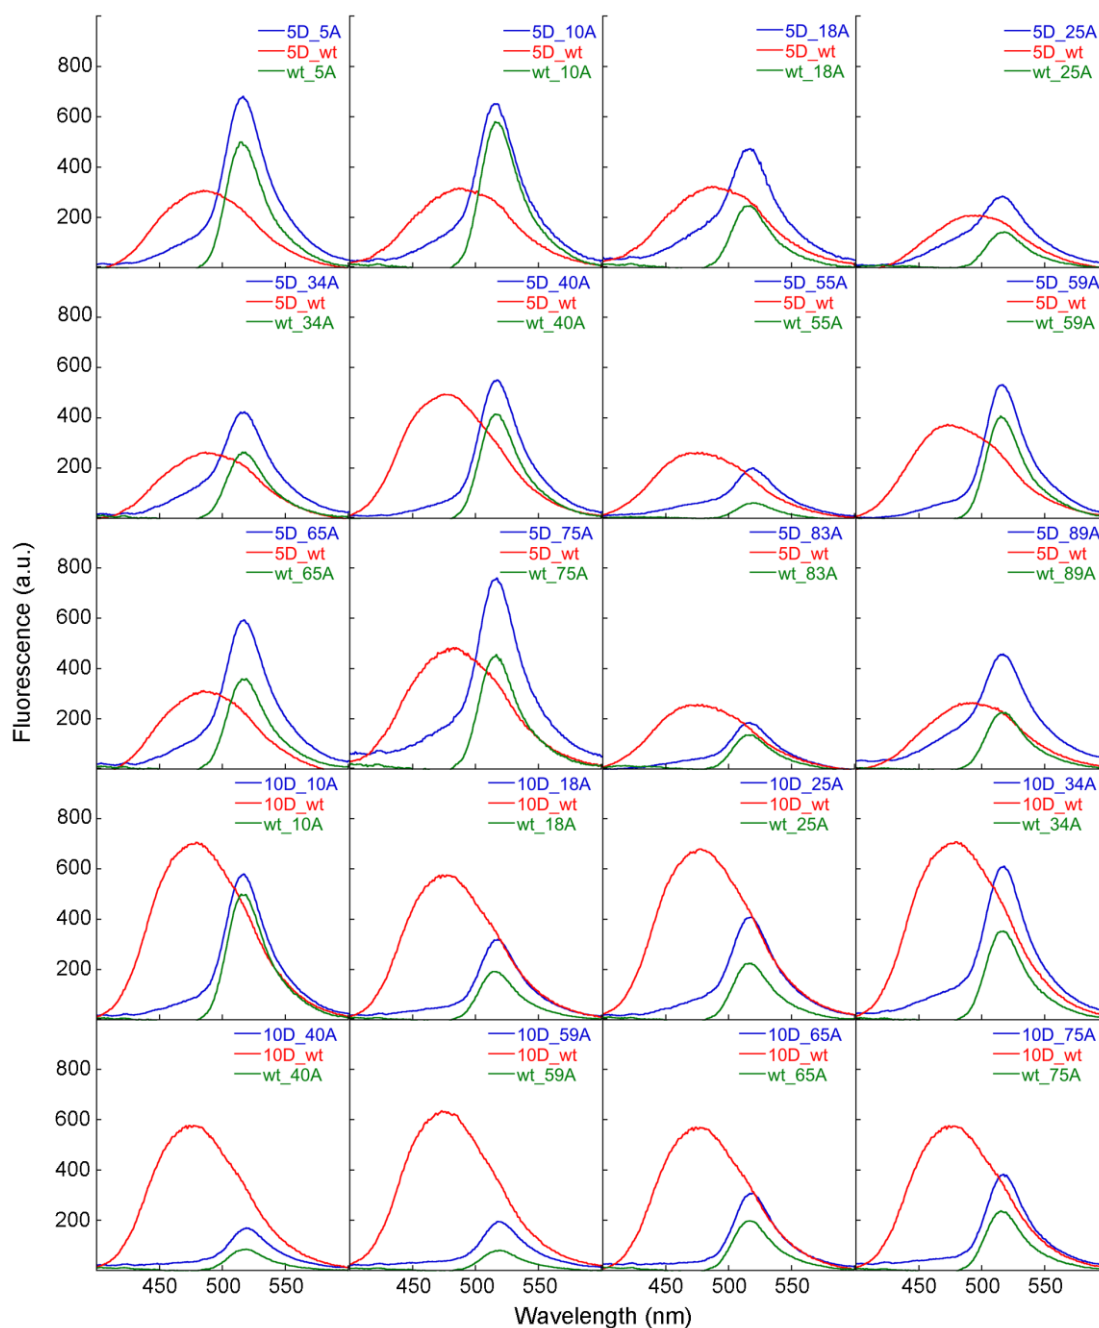 5D_5A
5D_wt
wt_5A
5D_10A
5D_wt
wt_10A
5D_18A
5D_wt
wt_18A
5D_25A
5D_wt
wt_25A
800
600
400
200
5D_34A
5D_wt
wt_34A
5D_40A
5D_wt
wt_40A
5D_55A
5D_wt
wt_55A
5D_59A
5D_wt
wt_59A
800
600
400
200
5D_65A
5D_wt
wt_65A
5D_75A
5D_wt
wt_75A
5D_83A
5D_wt
wt_83A
5D_89A
5D_wt
wt_89A
800
600
400
200
10D_10A
10D_wt
wt_10A
10D_18A
10D_wt
wt_18A
10D_25A
10D_wt
wt_25A
10D_34A
10D_wt
wt_34A
800
600
400
200
10D_40A
10D_wt
wt_40A
10D_59A
10D_wt
wt_59A
10D_65A
10D_wt
wt_65A
10D_75A
10D_wt
wt_75A
800
600
400
200
450 500 550 450 500 550 450 500 550 450 500 550
Wavelength (nm)
Fluorescence (a.u.)